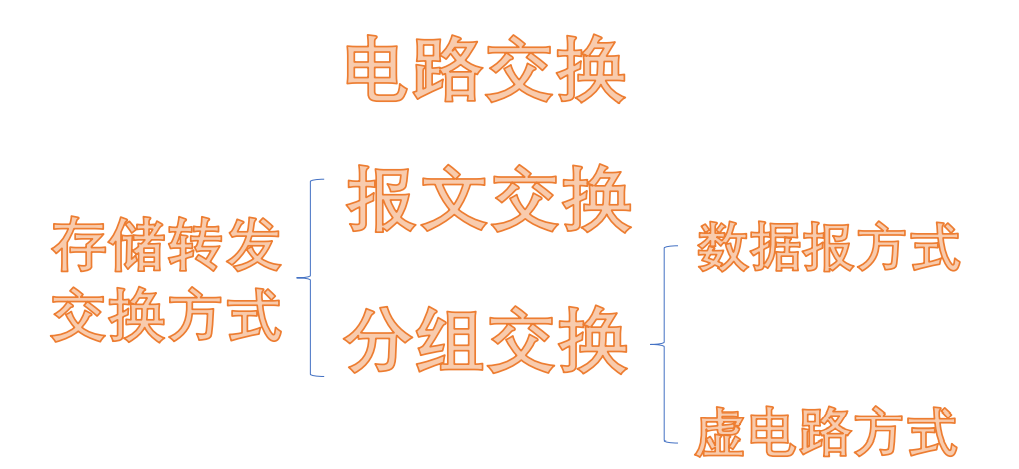 电路交换
报文交换
存储转发
交换方式
分组交换
数据报方式
虚电路方式